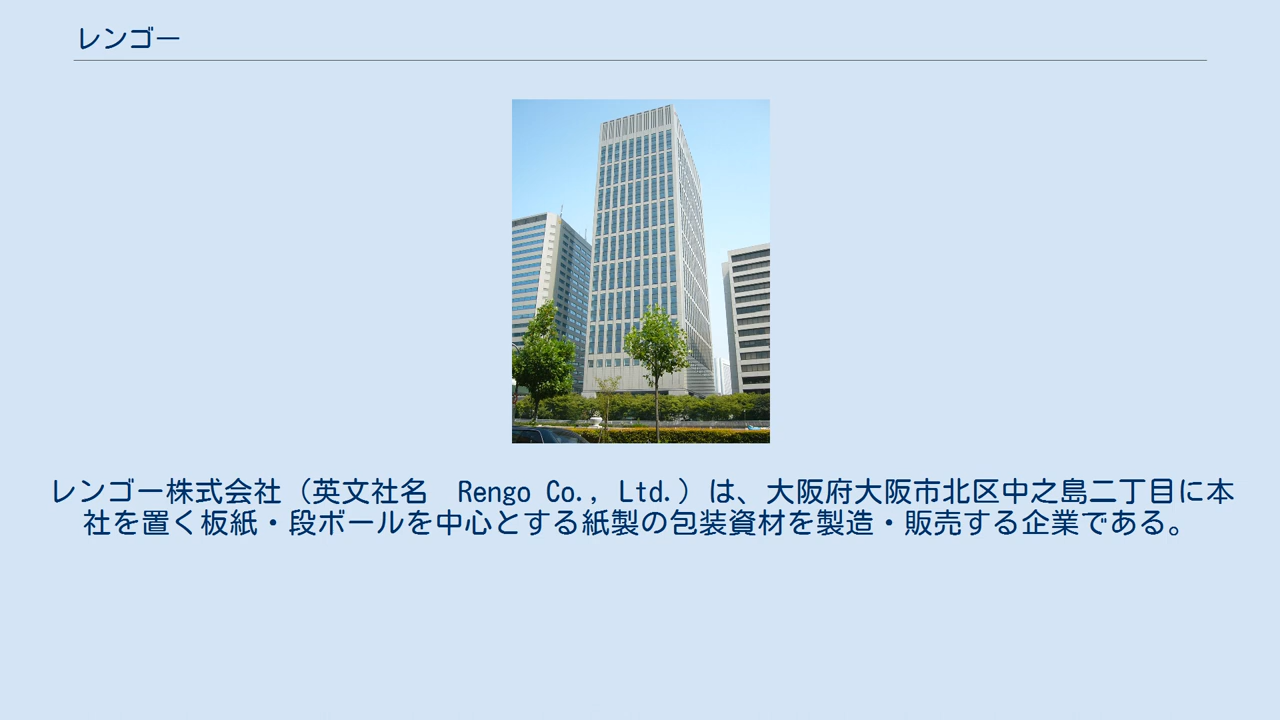 レンゴー
レンゴー株式会社（英文社名　Rengo Co., Ltd.）は、大阪府大阪市北区中之島二丁目に本
社を置く板紙・段ボールを中心とする紙製の包装資材を製造・販売する企業である。